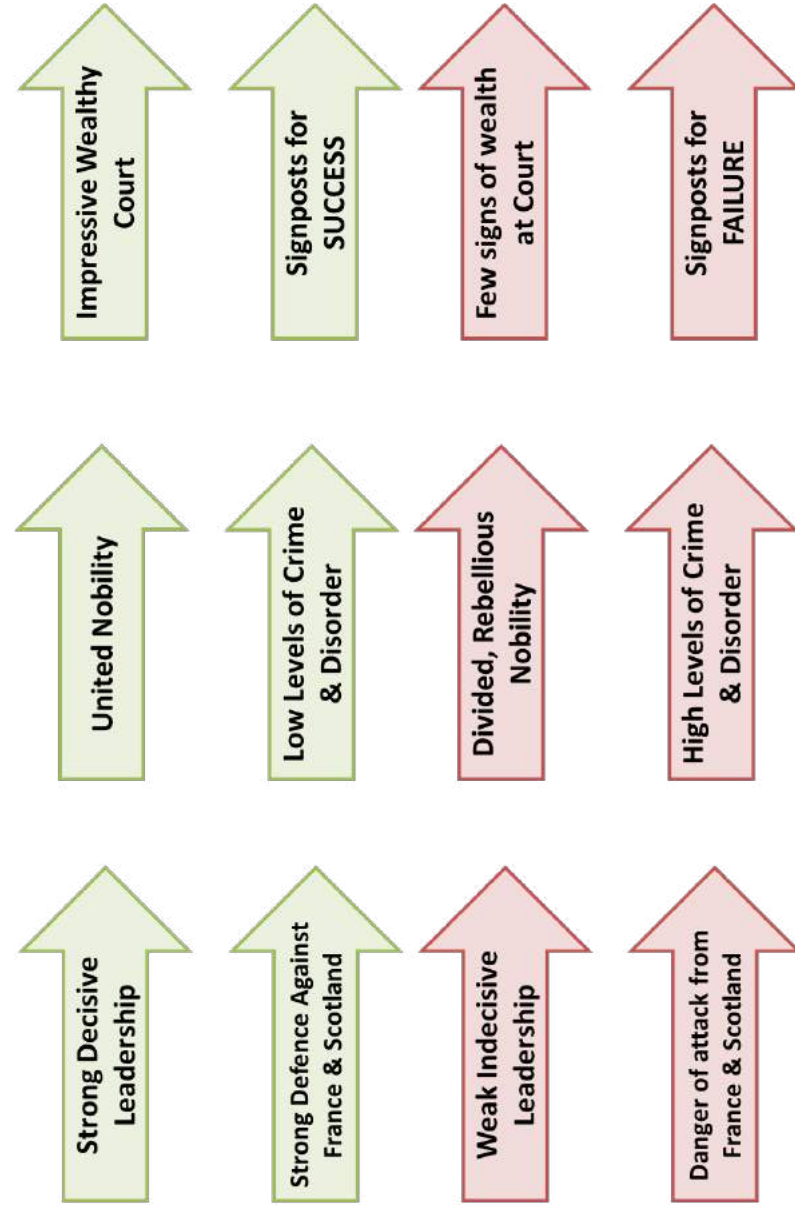 Strong Decisive
Leadership
United Nobility
Impressive Wealthy
Court
Strong Defence Against
France & Scotland
Low Levels of Crime
& Disorder
Signposts for
SUCCESS
Weak Indecisive
Leadership
Divided, Rebellious
Nobility
Few signs of wealth
at Court
Danger of attack from
France & Scotland
High Levels of Crime
& Disorder
Signposts for
FAILURE